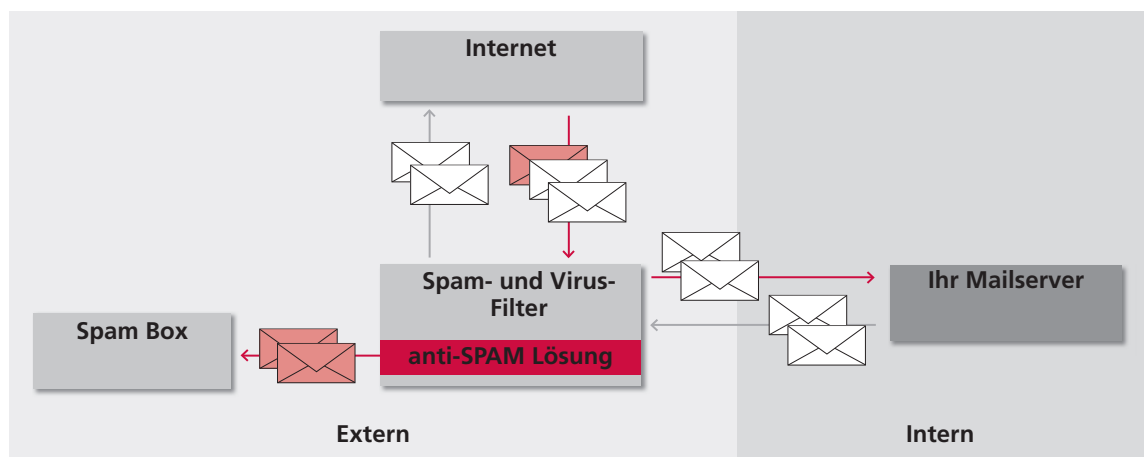 Internet
Spam- und Virus-
Filter
anti-SPAM Lösung
Ihr Mailserver
Spam Box
Extern
Intern